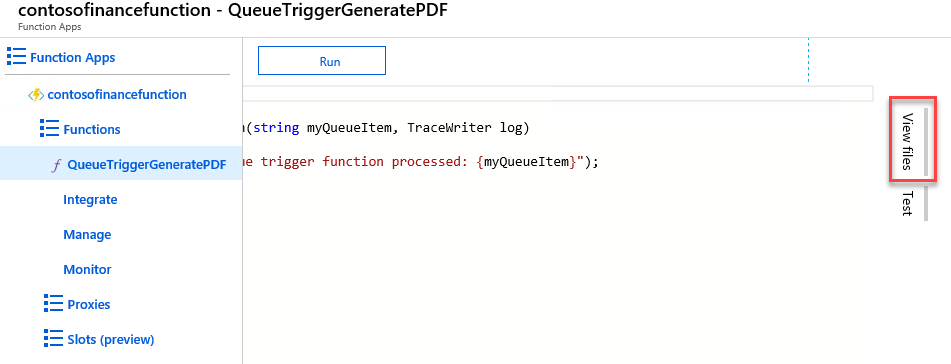 contosofinancefunction - QueueTriggerGeneratePDF
Function Apps
Function Apps
contosofinancefunction
Functions
QueueTriggerGeneratePDF
Integrate
Manage
Monitor
Proxies
Slots (preview)
Run
(string myQueueItem, TraceWriter log)
ue trigger function processed: {myQueueItem}");
View files
Test